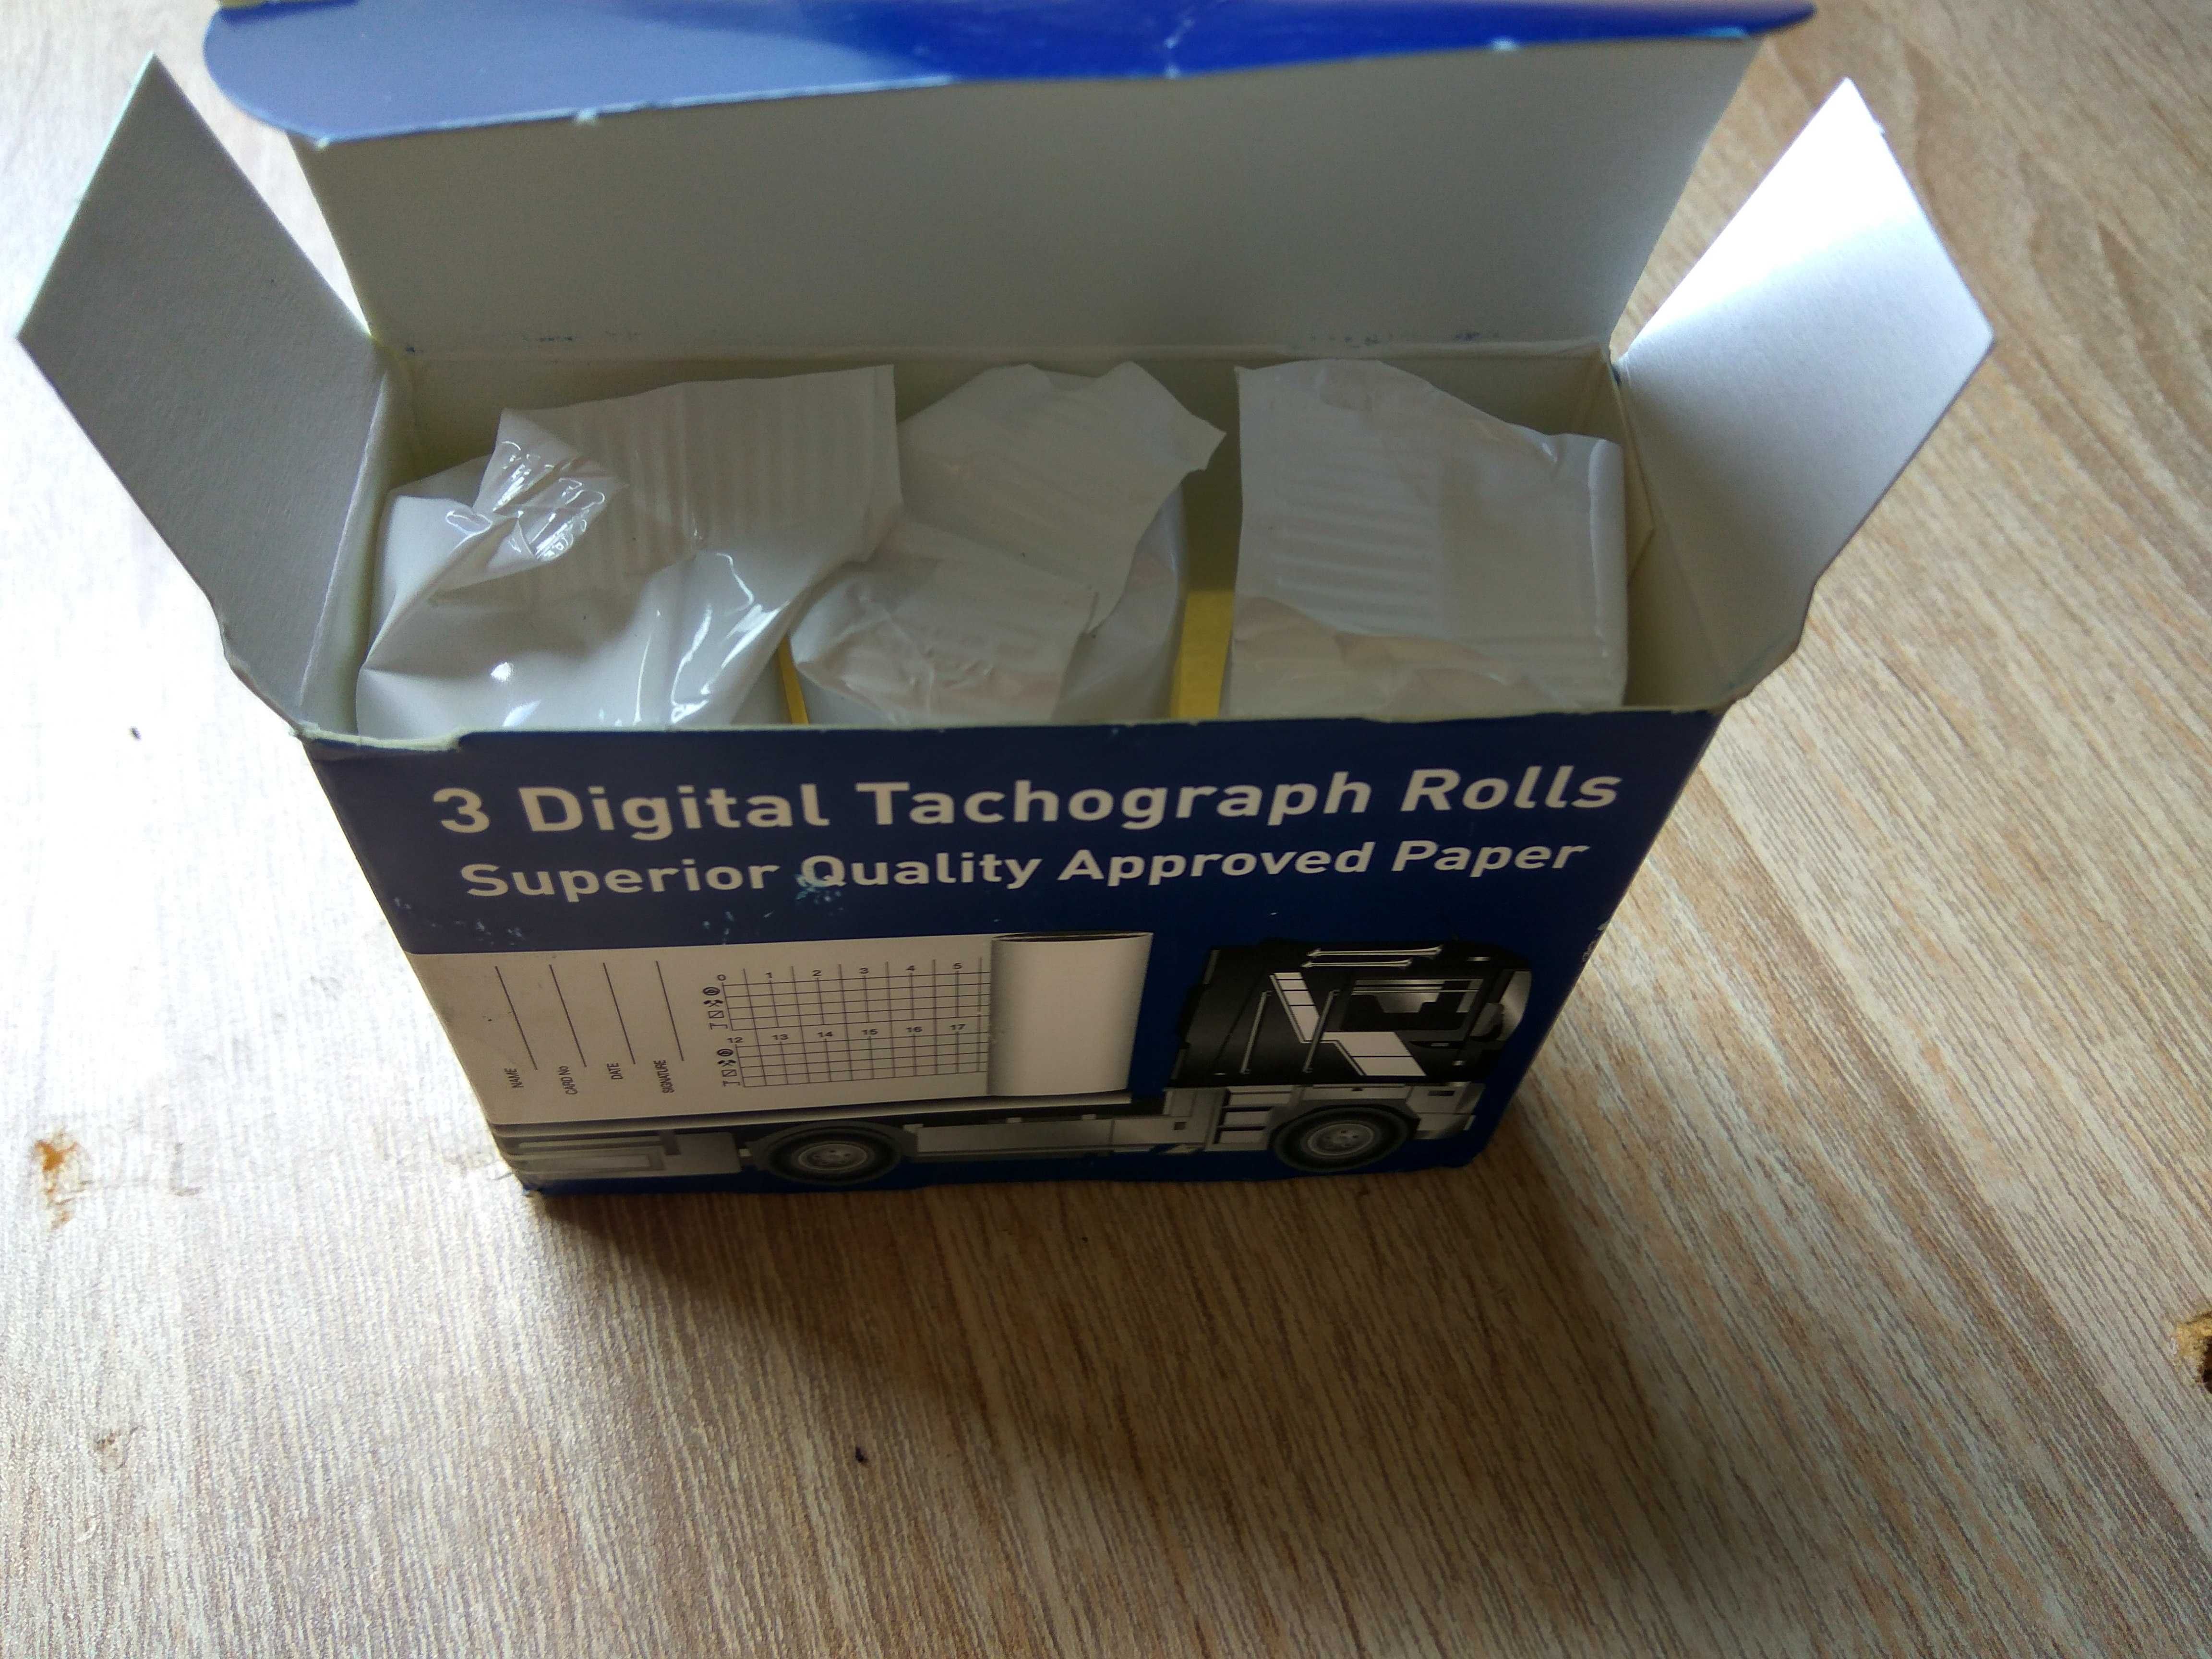 3 Digital Tachograph Rolls
Superior Quality Approved Paper
0 1 2 3 4 5
12 13 14 15 16 17
NAME
CARD No
DATE
SIGNATURE